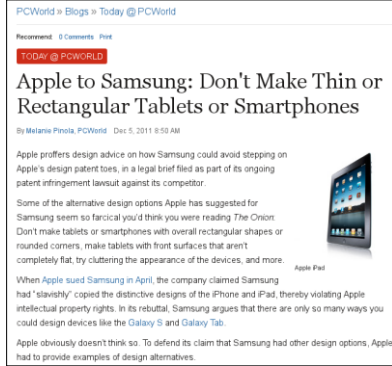 PCWorld » Blogs » Today @ PCWorld
Recommend 0 Comments Print
TODAY @ PCWORLD
Apple to Samsung: Don't Make Thin or
Rectangular Tablets or Smartphones
By Melanie Pinola, PCWorld Dec 5, 2011 8:50 AM
Apple proffers design advice on how Samsung could avoid stepping on
Apple's design patent toes, in a legal brief filed as part of its ongoing
patent infringement lawsuit against its competitor.
Some of the alternative design options Apple has suggested for
Samsung seem so farcical you'd think you were reading The Onion:
Don't make tablets or smartphones with overall rectangular shapes or
rounded corners, make tablets with front surfaces that aren't
completely flat, try cluttering the appearance of the devices, and more.
Apple iPad
When Apple sued Samsung in April, the company claimed Samsung
had "slavishly" copied the distinctive designs of the iPhone and iPad, thereby violating Apple
intellectual property rights. In its rebuttal, Samsung argues that there are only so many ways you
could design devices like the Galaxy S and Galaxy Tab.
Apple obviously doesn't think so. To defend its claim that Samsung had other design options, Apple
had to provide examples of design alternatives.